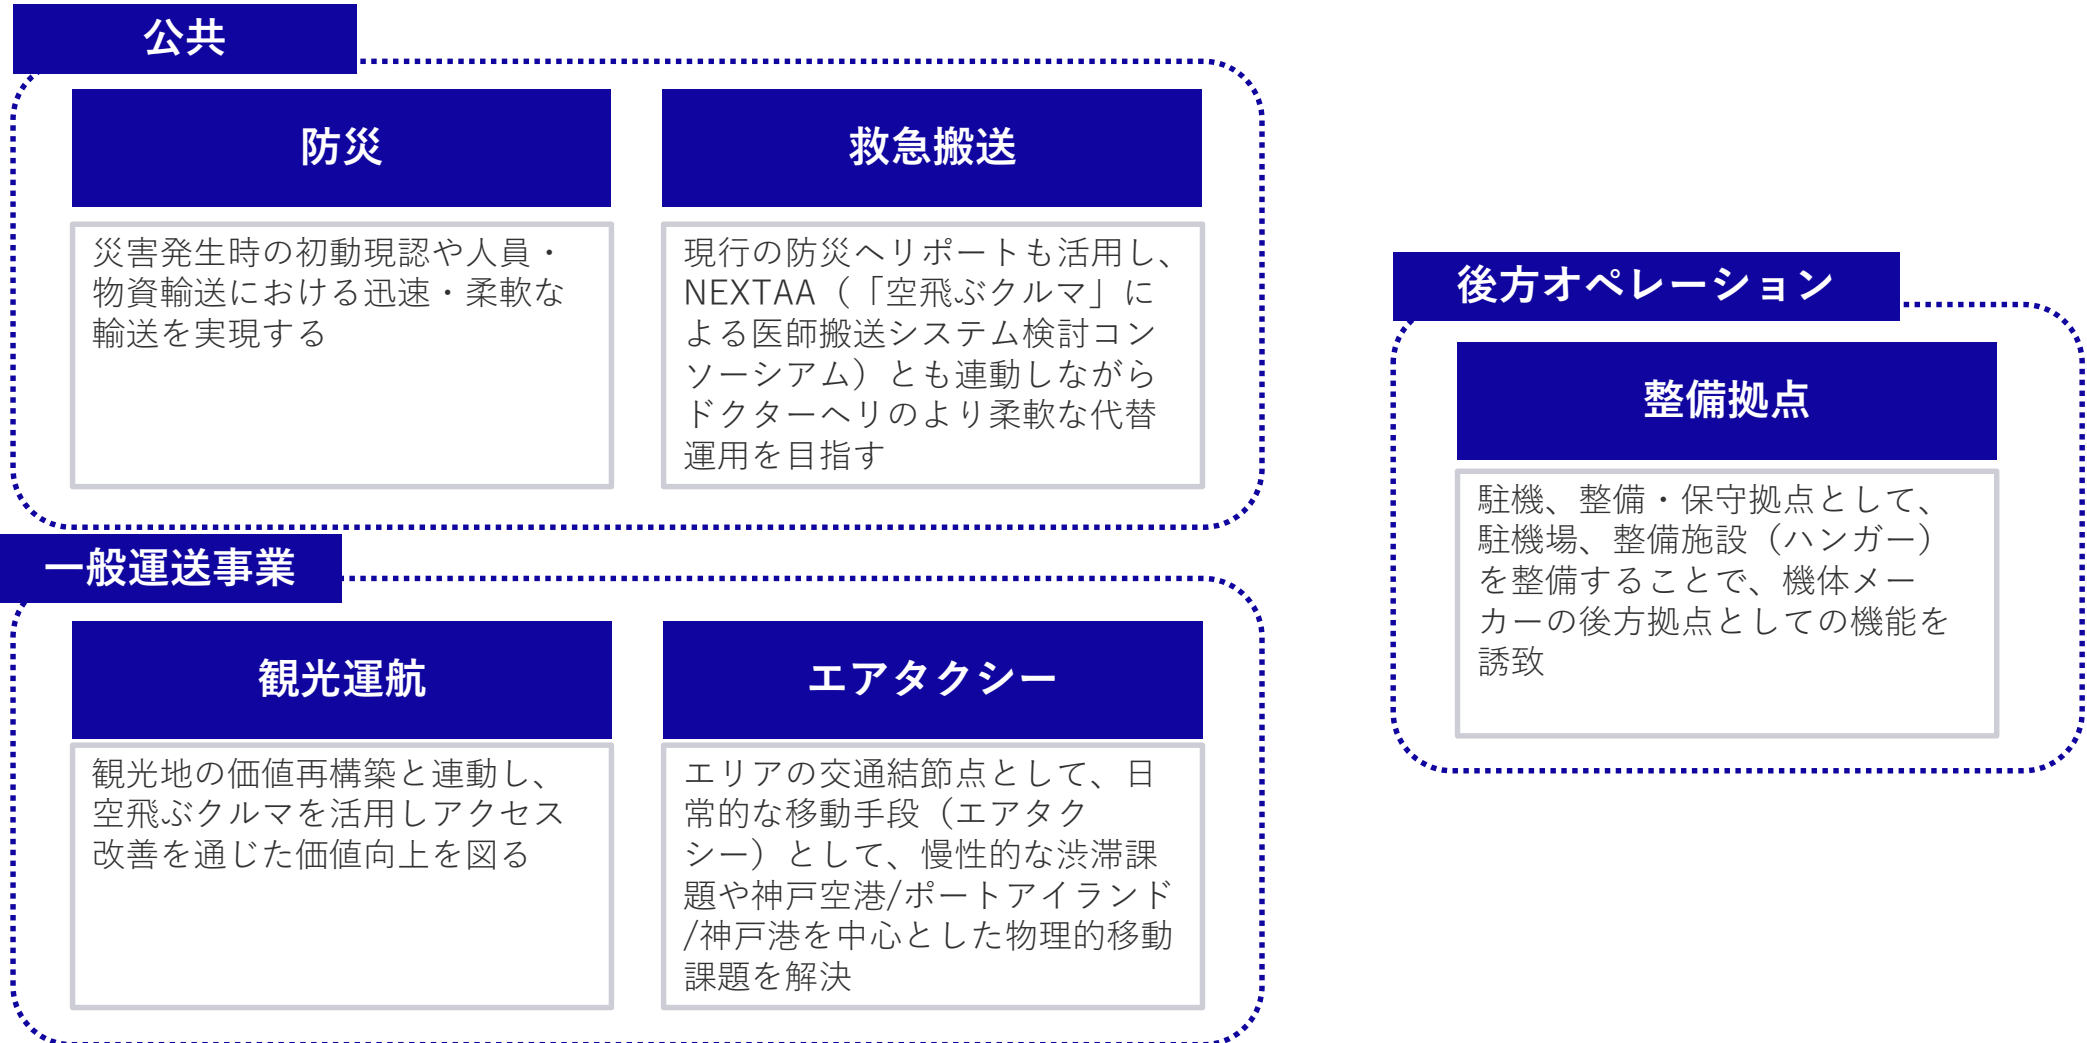 公共
防災
災害発生時の初動現認や人員・
物資輸送における迅速・柔軟な
輸送を実現する
救急搬送
現行の防災ヘリポートも活用し、
NEXTAA（「空飛ぶクルマ」に
よる医師搬送システム検討コン
ソーシアム）とも連動しながら
ドクターヘリのより柔軟な代替
運用を目指す
一般運送事業
観光運航
観光地の価値再構築と連動し、
空飛ぶクルマを活用しアクセス
改善を通じた価値向上を図る
エアタクシー
エリアの交通結節点として、日
常的な移動手段（エアタク
シー）として、慢性的な渋滞課
題や神戸空港/ポートアイランド
/神戸港を中心とした物理的移動
課題を解決
後方オペレーション
整備拠点
駐機、整備・保守拠点として、
駐機場、整備施設（ハンガー）
を整備することで、機体メー
カーの後方拠点としての機能を
誘致